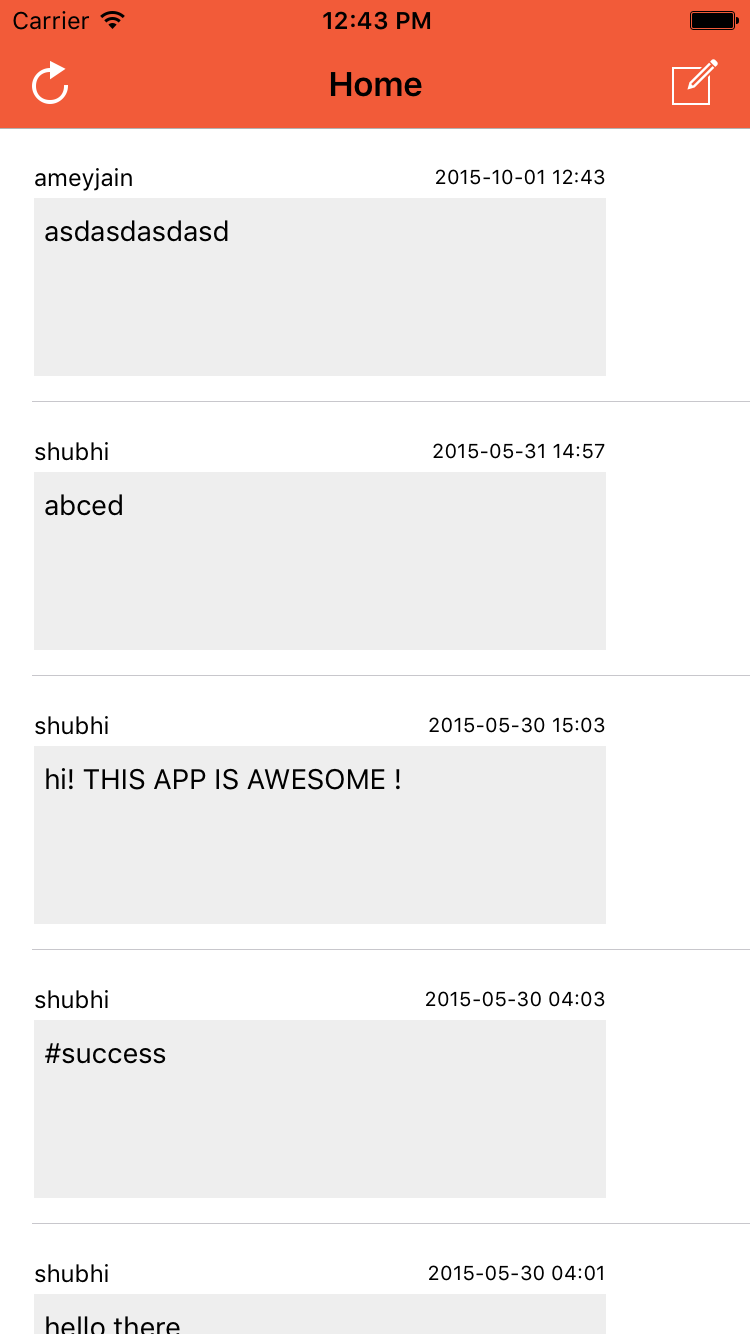 Carrier 12:43 PM
Home
ameyjain 2015-10-01 12:43
asdasdasdasd
shubhi 2015-05-31 14:57
abced
shubhi 2015-05-30 15:03
hi! THIS APP IS AWESOME !
shubhi 2015-05-30 04:03
#success
shubhi 2015-05-30 04:01
hello there